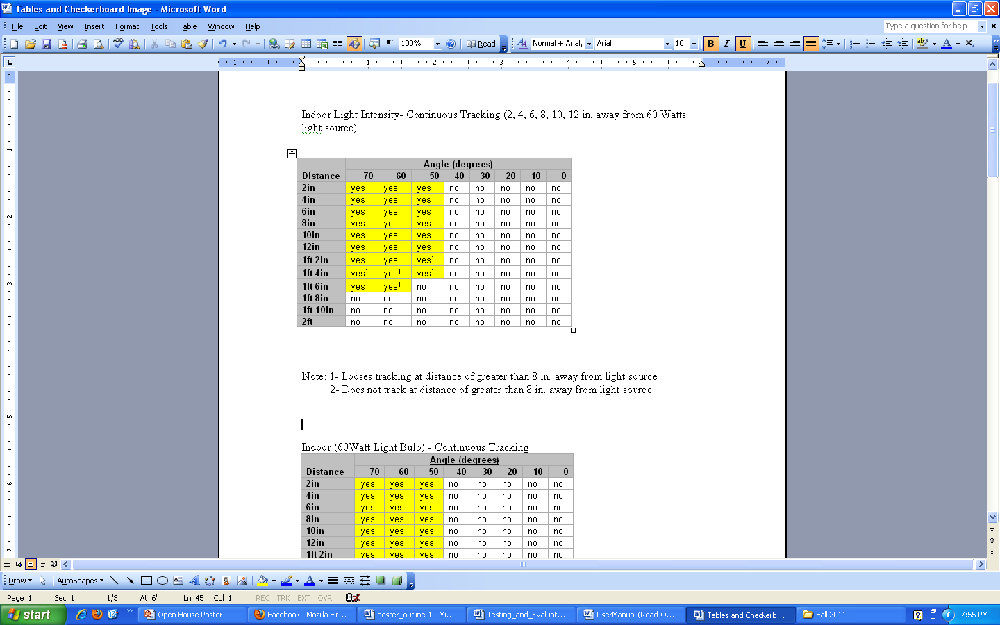 Tables and Checkerboard Image - Microsoft Word
File Edit View Insert Format Tools Table Window Help
Type a question for help
100% Read Normal + Arial, Arial 10 B I U
1 1 2 3 4 5 7
Indoor Light Intensity- Continuous Tracking (2, 4, 6, 8, 10, 12 in. away from 60 Watts
light source)
Angle (degrees)
Distance 70 60 50 40 30 20 10 0
2in yes yes yes no no no no no
4in yes yes yes no no no no no
6in yes yes yes no no no no no
8in yes yes yes no no no no no
10in yes yes yes no no no no no
12in yes yes yes no no no no no
1ft 2in yes yes yes¹ no no no no no
1ft 4in yes¹ yes¹ yes¹ no no no no no
1ft 6in yes¹ yes¹ no no no no no no
1ft 8in no no no no no no no no
1ft 10in no no no no no no no no
2ft no no no no no no no no
Note: 1- Looses tracking at distance of greater than 8 in. away from light source
2- Does not track at distance of greater than 8 in. away from light source
Indoor (60Watt Light Bulb) - Continuous Tracking
Angle (degrees)
Distance 70 60 50 40 30 20 10 0
2in yes yes yes no no no no no
4in yes yes yes no no no no no
6in yes yes yes no no no no no
8in yes yes yes no no no no no
10in yes yes yes no no no no no
12in yes yes yes no no no no no
1ft 2in yes yes yes no no no no no
Draw AutoShapes
Page 1 Sec 1 1/3 At 6" Ln 45 Col 1 REC TRK EXT OVR
start Open House Poster Facebook - Mozilla Fir... poster_outline-1 - Mi... Testing_and_Evaluat... UserManual (Read-O... Tables and Checkerb... Fall 2011 7:55 PM